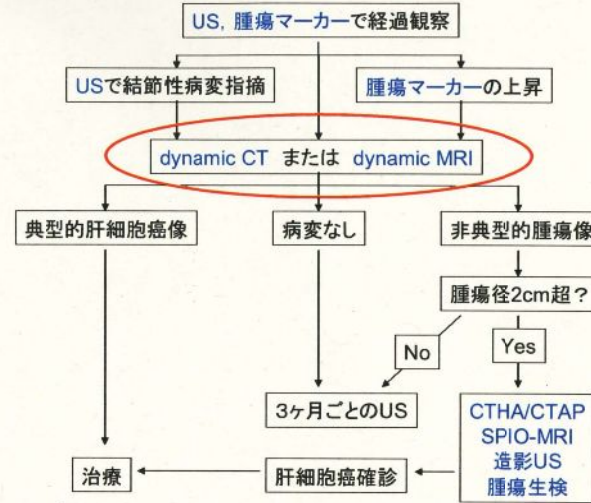 US, 腫瘍マーカーで経過観察
USで結節性病変指摘
腫瘍マーカーの上昇
dynamic CT または dynamic MRI
典型的肝細胞癌像
病変なし
非典型的腫瘍像
腫瘍径2cm超?
No
Yes
3ヶ月ごとのUS
CTHA/CTAP
SPIO-MRI
造影US
腫瘍生検
治療
肝細胞癌確診